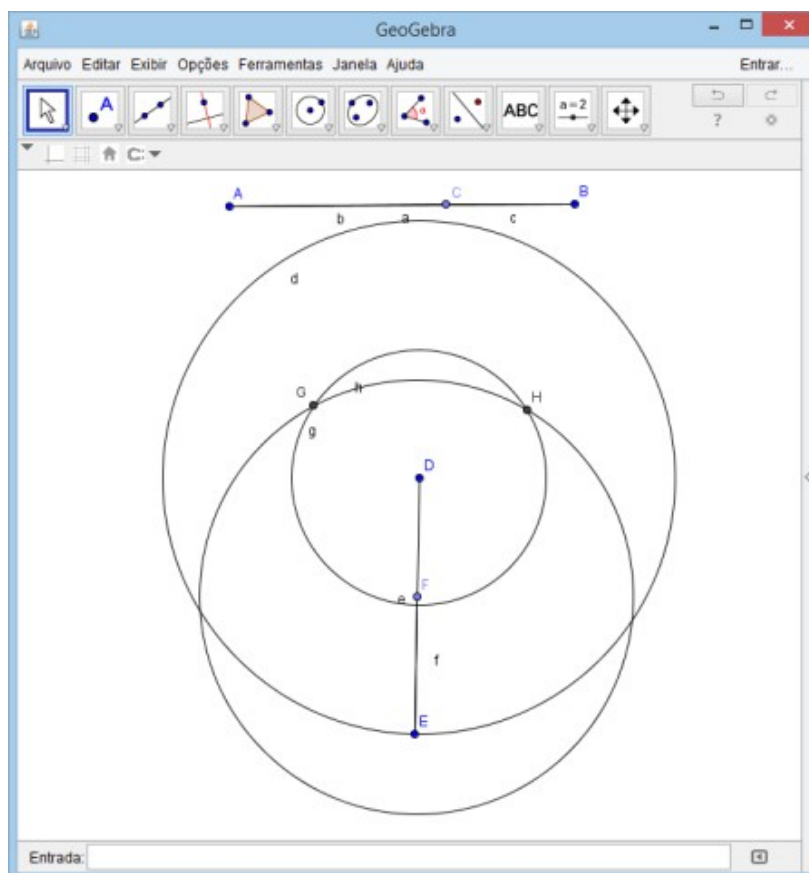 GeoGebra
Arquivo Editar Exibir Opções Ferramentas Janela Ajuda Entrar...
A ABC a = 2
α
?
A C B
b a c
d
G h H
g
D
F
e
f
E
Entrada: